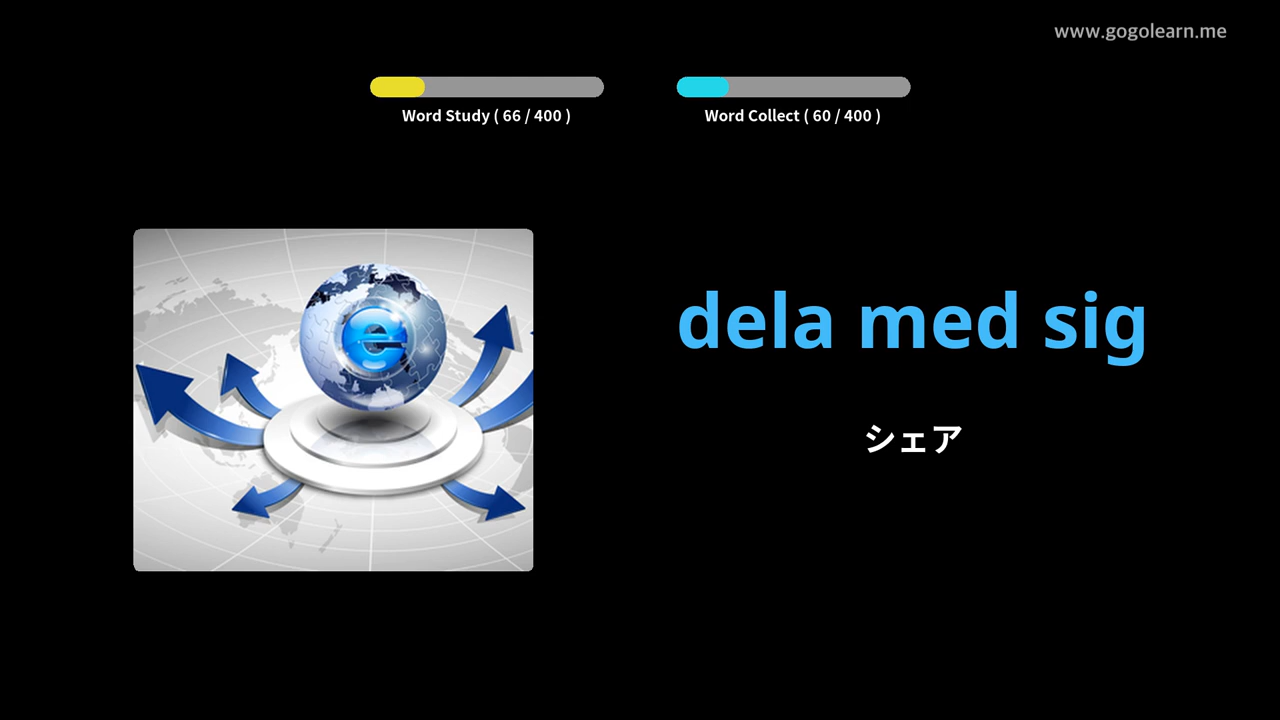 www.gogolearn.me
Word Study ( 66 / 400 )
Word Collect ( 60 / 400 )
e
dela med sig
シェア